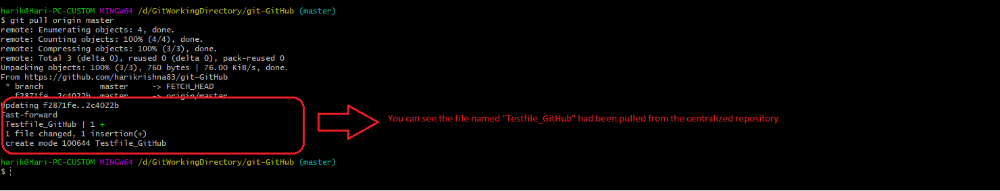 harik@Hari-PC-CUSTOM MINGW64 /d/GitWorkingDirectory/git-GitHub (master)
$ git pull origin master
remote: Enumerating objects: 4, done.
remote: Counting objects: 100% (4/4), done.
remote: Compressing objects: 100% (3/3), done.
remote: Total 3 (delta 0), reused 0 (delta 0), pack-reused 0
Unpacking objects: 100% (3/3), 760 bytes | 76.00 KiB/s, done.
From https://github.com/harikrishna83/git-GitHub
 * branch            master     -> FETCH_HEAD
   f2871fe..2c4022b  master     -> origin/master
Updating f2871fe..2c4022b
Fast-forward
 Testfile_GitHub | 1 +
 1 file changed, 1 insertion(+)
 create mode 100644 Testfile_GitHub
You can see the file named "Testfile_GitHub" had been pulled from the centralized repository
harik@Hari-PC-CUSTOM MINGW64 /d/GitWorkingDirectory/git-GitHub (master)
$